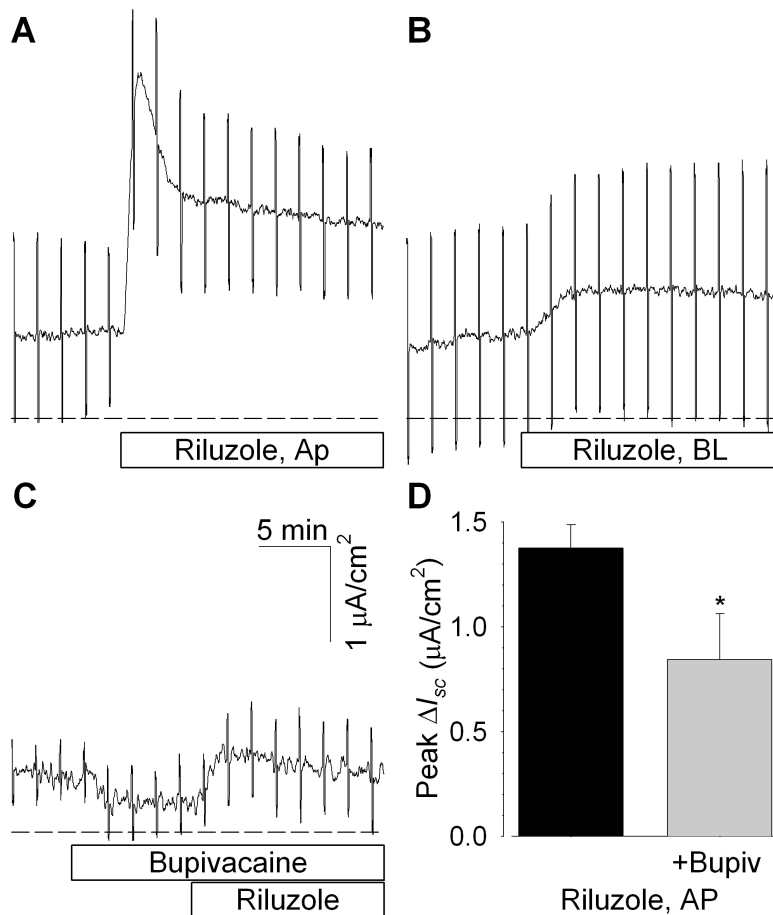 A
B
Riluzole, Ap
Riluzole, BL
C
5 min
1 μA/cm²
Bupivacaine
Riluzole
D
Peak ΔIsc (μA/cm²)
1.5
1.0
0.5
0.0
*
+Bupiv
Riluzole, AP